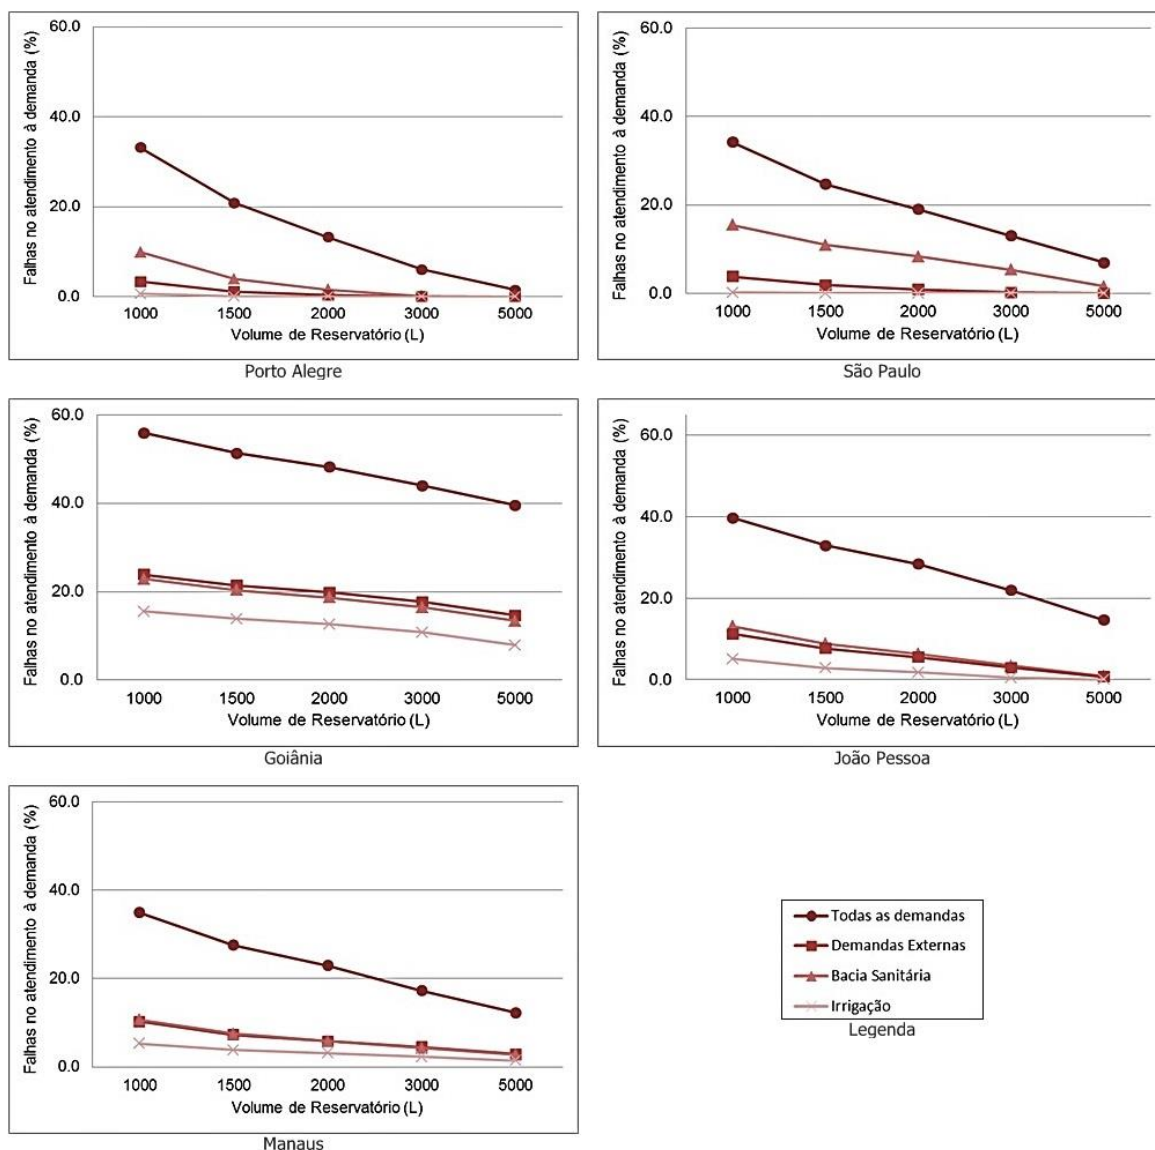 Falhas no atendimento à demanda (%)
60.0
40.0
20.0
0.0
1000 1500 2000 3000 5000
Volume de Reservatório (L)
Porto Alegre
Falhas no atendimento à demanda (%)
60.0
40.0
20.0
0.0
1000 1500 2000 3000 5000
Volume de Reservatório (L)
São Paulo
Falhas no atendimento à demanda (%)
60.0
40.0
20.0
0.0
1000 1500 2000 3000 5000
Volume de Reservatório (L)
Goiânia
Falhas no atendimento à demanda (%)
60.0
40.0
20.0
0.0
1000 1500 2000 3000 5000
Volume de Reservatório (L)
João Pessoa
Falhas no atendimento à demanda (%)
60.0
40.0
20.0
0.0
1000 1500 2000 3000 5000
Volume de Reservatório (L)
Manaus
Todas as demandas
Demandas Externas
Bacia Sanitária
Irrigação
Legenda